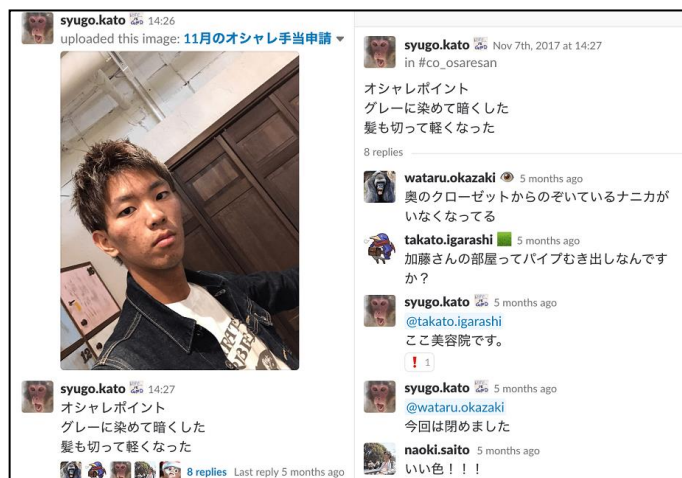 syugo.kato 14:26
uploaded this image: 11月のオシャレ手当申請
syugo.kato 14:27
オシャレポイント
グレーに染めて暗くした
髪も切って軽くなった
8 replies Last reply 5 months ago
syugo.kato Nov 7th, 2017 at 14:27
in #co_osaresan
オシャレポイント
グレーに染めて暗くした
髪も切って軽くなった
8 replies
wataru.okazaki 5 months ago
奥のクローゼットからのぞいているナニカが
いなくなってる
takato.igarashi 5 months ago
加藤さんの部屋ってパイプむき出しなんです
か？
syugo.kato 5 months ago
@takato.igarashi
ここ美容院です。
1
syugo.kato 5 months ago
@wataru.okazaki
今回は閉めました
naoki.saito 5 months ago
いい色！！！